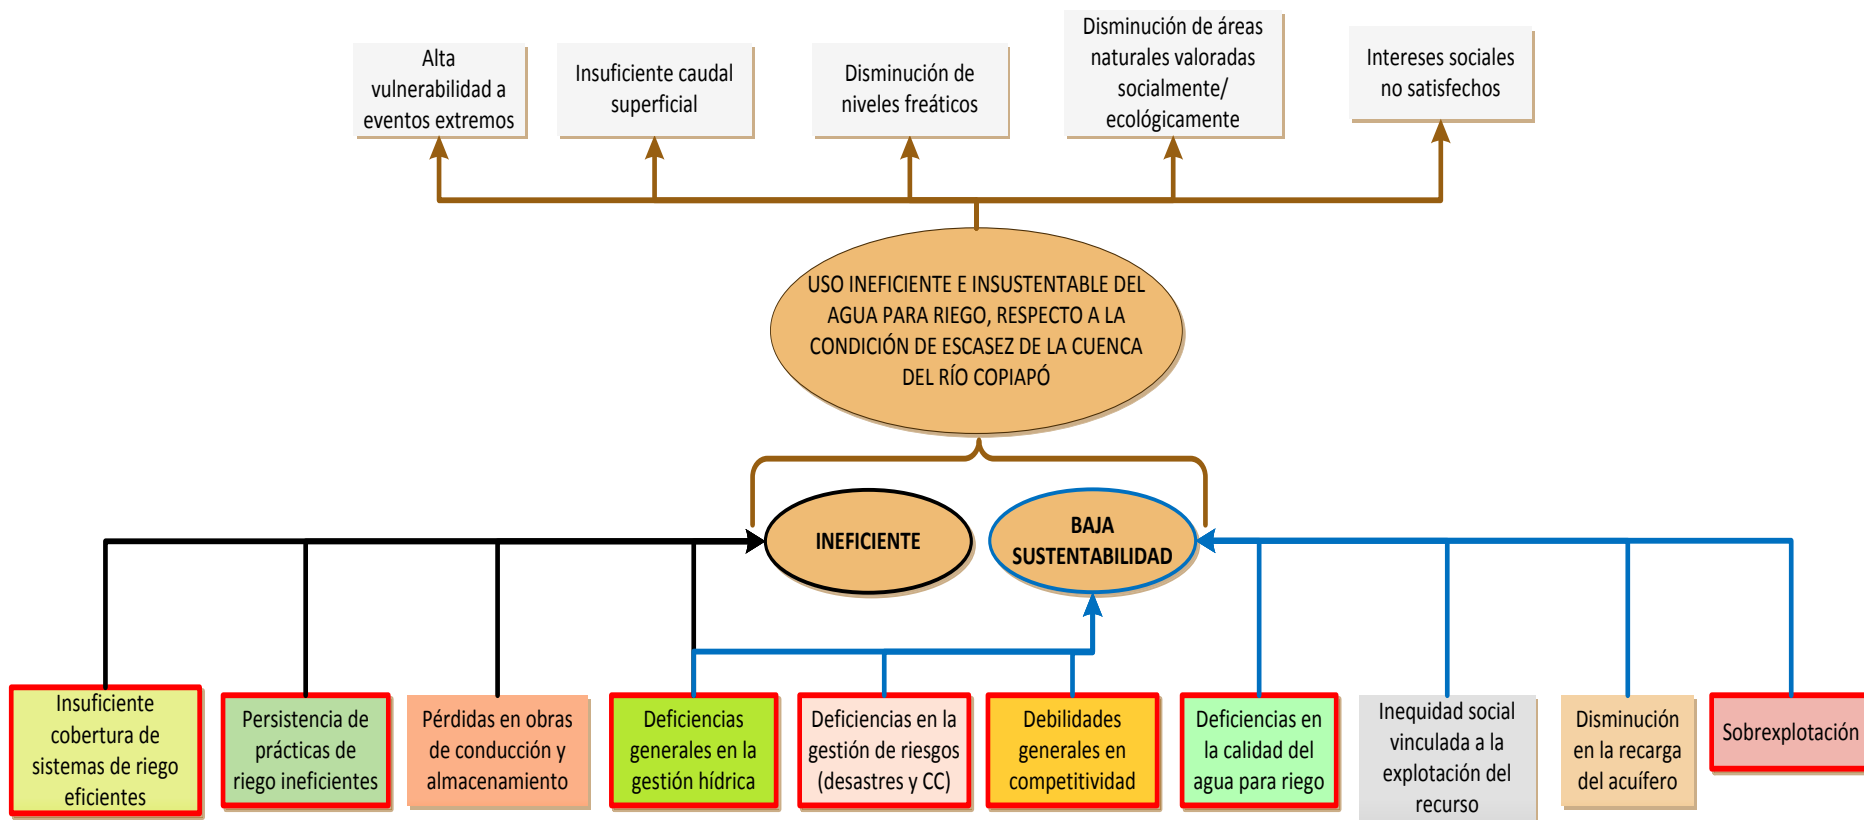 Alta
vulnerabilidad a
eventos extremos
Insuficiente caudal
superficial
Disminución de
niveles freáticos
Disminución de áreas
naturales valoradas
socialmente/
ecológicamente
Intereses sociales
no satisfechos
USO INEFICIENTE E INSUSTENTABLE DEL
AGUA PARA RIEGO, RESPECTO A LA
CONDICIÓN DE ESCASEZ DE LA CUENCA
DEL RÍO COPIAPÓ
INEFICIENTE
BAJA
SUSTENTABILIDAD
Insuficiente
cobertura de
sistemas de riego
eficientes
Persistencia de
prácticas de
riego ineficientes
Pérdidas en obras
de conducción y
almacenamiento
Deficiencias
generales en la
gestión hídrica
Deficiencias en la
gestión de riesgos
(desastres y CC)
Debilidades
generales en
competitividad
Deficiencias en
la calidad del
agua para riego
Inequidad social
vinculada a la
explotación del
recurso
Disminución
en la recarga
del acuífero
Sobrexplotación